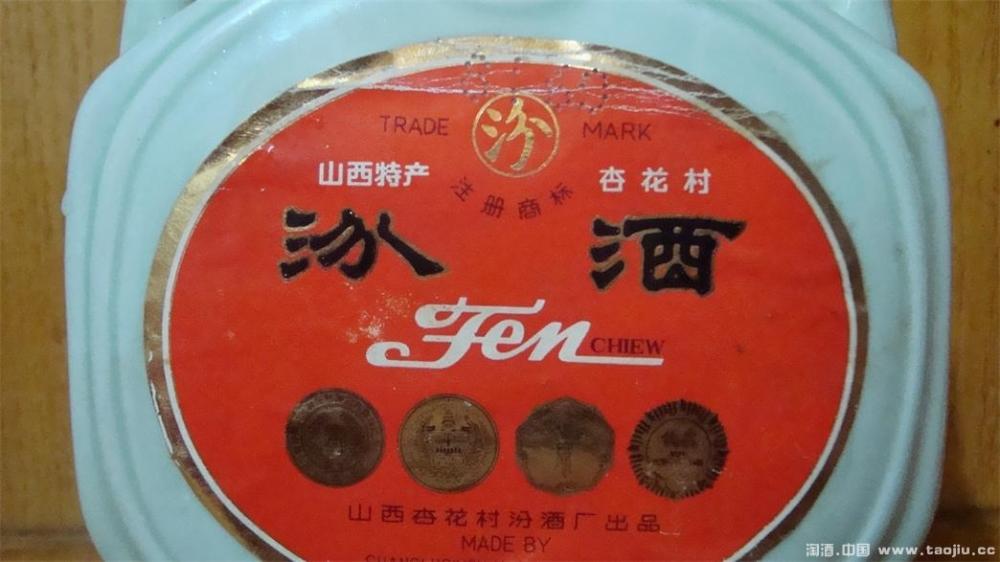 TRADE 汾 MARK
山西特产 注册商标 杏花村
汾酒
Fen CHIEW
山西杏花村汾酒厂出品
MADE BY
淘酒.中国 www.taojiu.cc